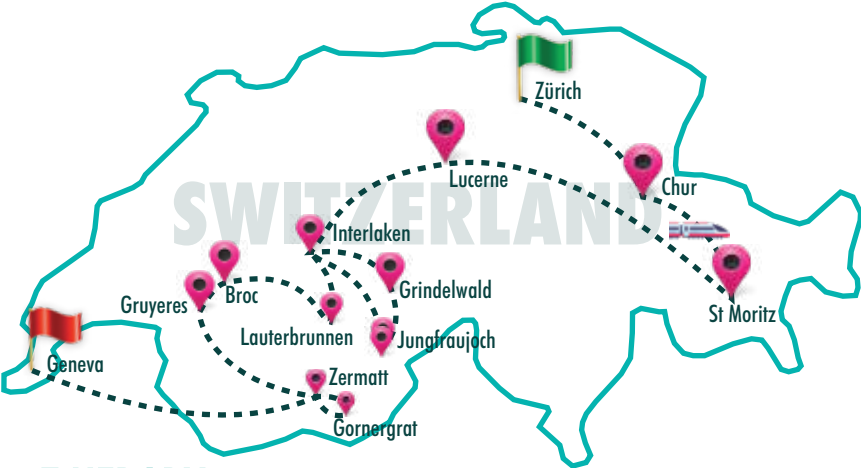 Zürich
Lucerne
Chur
SWITZERLAND
Interlaken
Grindelwald
Broc
Gruyeres
St Moritz
Lauterbrunnen
Jungfraujoch
Geneva
Zermatt
Gornergrat